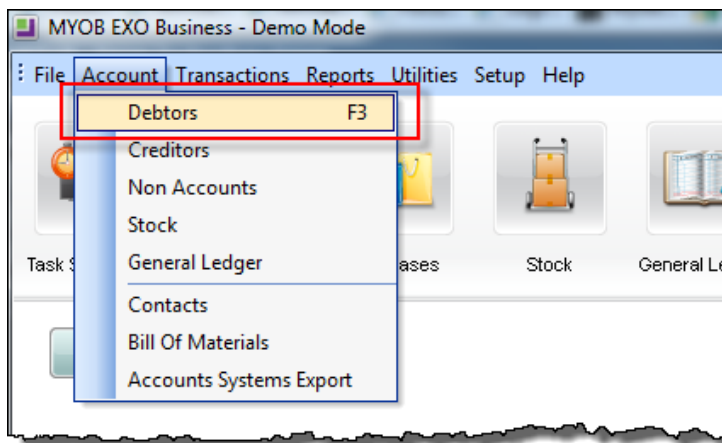 MYOB EXO Business - Demo Mode
File Account Transactions Reports Utilities Setup Help
Debtors F3
Creditors
Non Accounts
Stock
General Ledger
Contacts
Bill Of Materials
Accounts Systems Export
Task
ases Stock General Le